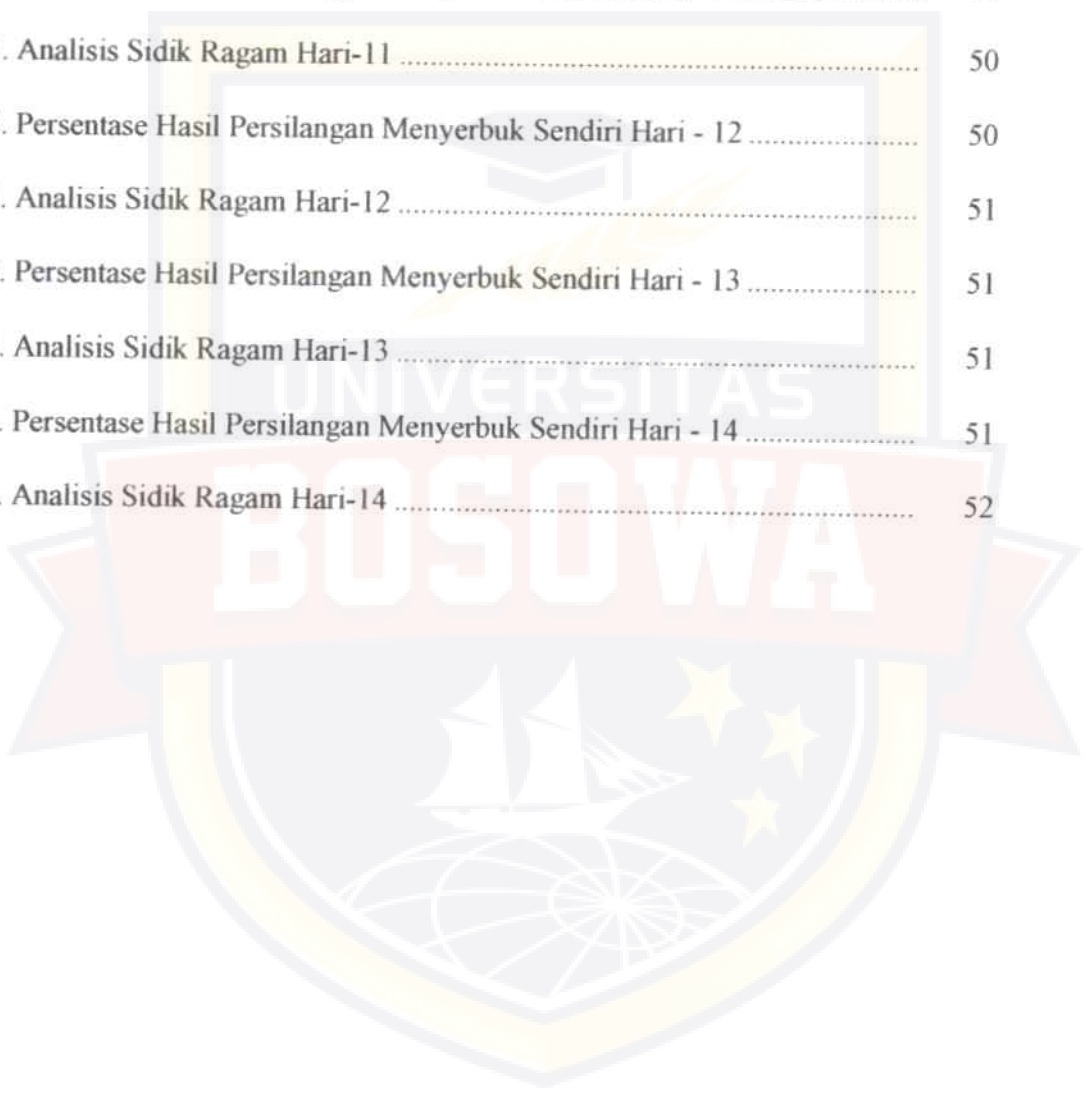 . Analisis Sidik Ragam Hari-11 ........................................ 50
. Persentase Hasil Persilangan Menyerbuk Sendiri Hari - 12 .................... 50
. Analisis Sidik Ragam Hari-12 ........................................ 51
. Persentase Hasil Persilangan Menyerbuk Sendiri Hari - 13 .................... 51
. Analisis Sidik Ragam Hari-13 ........................................ 51
UNIVERSITAS
. Persentase Hasil Persilangan Menyerbuk Sendiri Hari - 14 .................... 51
BOSOWA
. Analisis Sidik Ragam Hari-14 ........................................ 52